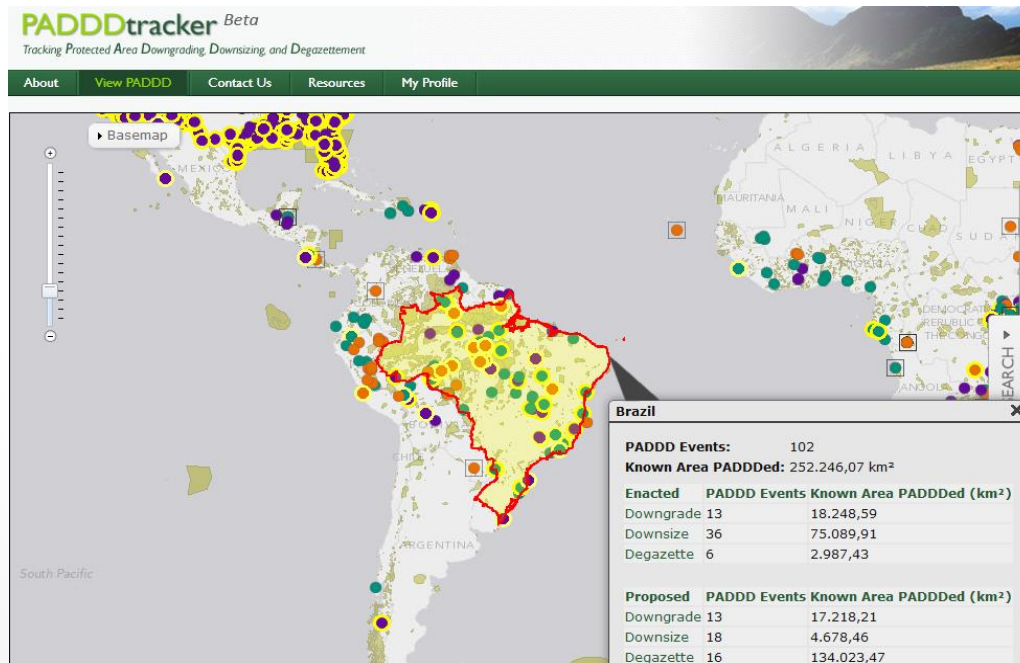 PADDDtracker Beta
Tracking Protected Area Downgrading, Downsizing, and Degazettement
About View PADDD Contact Us Resources My Profile
Basemap
MEXICO
ALGERIA
LIBYA
EGYPT
MAURITANIA
MALI
NIGER
CHAD
SUDAN
VENEZUELA
DEMOCRATIC
REPUBLIC OF
THE CONGO
ANGOLA
BOLIVIA
CHILE
ARGENTINA
South Pacific
SEARCH
Brazil
PADDD Events: 102
Known Area PADDDed: 252.246,07 km²
Enacted PADDD Events Known Area PADDDed (km²)
Downgrade 13 18.248,59
Downsize 36 75.089,91
Degazette 6 2.987,43
Proposed PADDD Events Known Area PADDDed (km²)
Downgrade 13 17.218,21
Downsize 18 4.678,46
Degazette 16 134.023,47